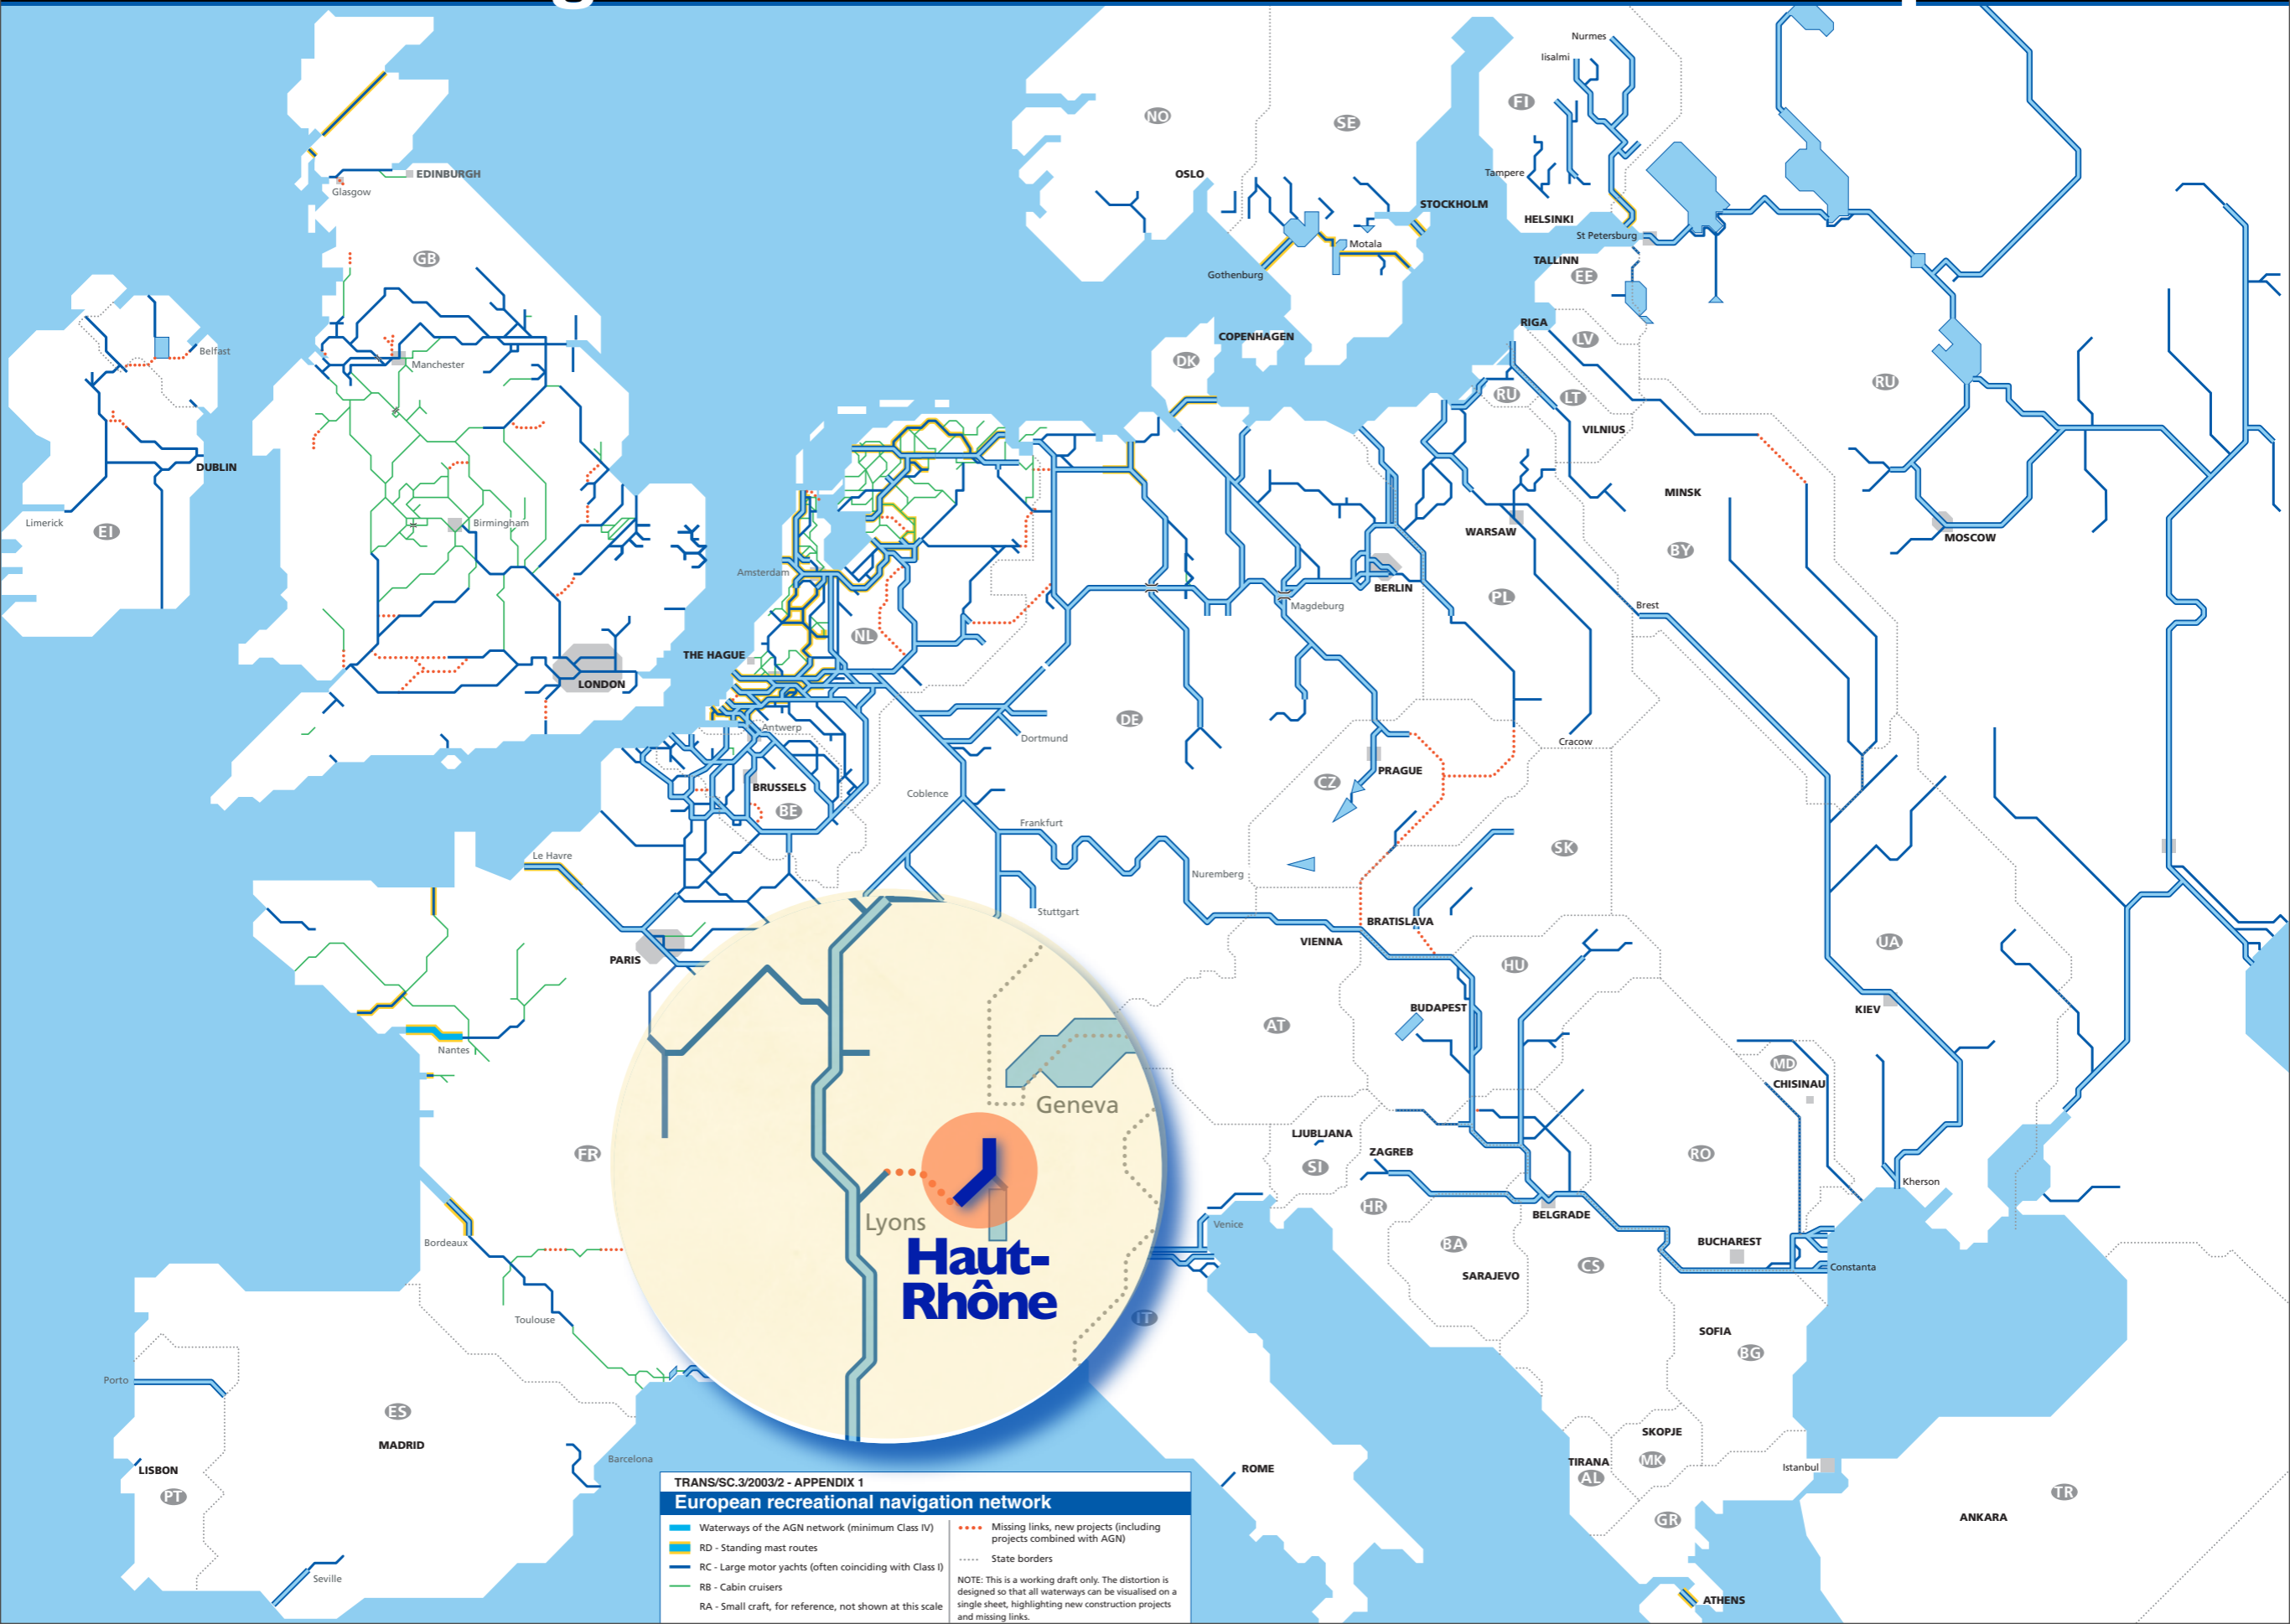 Nurmes
Iisalmi
FI
NO
SE
EDINBURGH
Glasgow
OSLO
Tampere
STOCKHOLM
HELSINKI
St Petersburg
Motala
GB
TALLINN
EE
Gothenburg
RIGA
COPENHAGEN
LV
Belfast
DK
Manchester
RU
RU
LT
VILNIUS
DUBLIN
MINSK
Limerick
EI
Birmingham
WARSAW
MOSCOW
BY
Amsterdam
BERLIN
PL
Magdeburg
Brest
NL
THE HAGUE
LONDON
DE
Antwerp
Dortmund
Cracow
PRAGUE
CZ
BRUSSELS
Coblence
BE
Frankfurt
SK
Le Havre
Nuremberg
Stuttgart
BRATISLAVA
VIENNA
UA
PARIS
HU
BUDAPEST
KIEV
AT
Nantes
MD
CHISINAU
Geneva
LJUBLJANA
ZAGREB
FR
RO
SI
Kherson
HR
Lyons
Venice
BELGRADE
Bordeaux
BUCHAREST
BA
Haut-
Rhône
CS
Constanta
SARAJEVO
IT
Toulouse
SOFIA
BG
Porto
ES
MADRID
SKOPJE
Barcelona
MK
TIRANA
AL
LISBON
ROME
Istanbul
PT
TR
GR
ANKARA
Seville
ATHENS
TRANS/SC.3/2003/2 - APPENDIX 1
European recreational navigation network
Waterways of the AGN network (minimum Class IV)
RD - Standing mast routes
RC - Large motor yachts (often coinciding with Class I)
RB - Cabin cruisers
RA - Small craft, for reference, not shown at this scale
Missing links, new projects (including
projects combined with AGN)
State borders
NOTE: This is a working draft only. The distortion is
designed so that all waterways can be visualised on a
single sheet, highlighting new construction projects
and missing links.